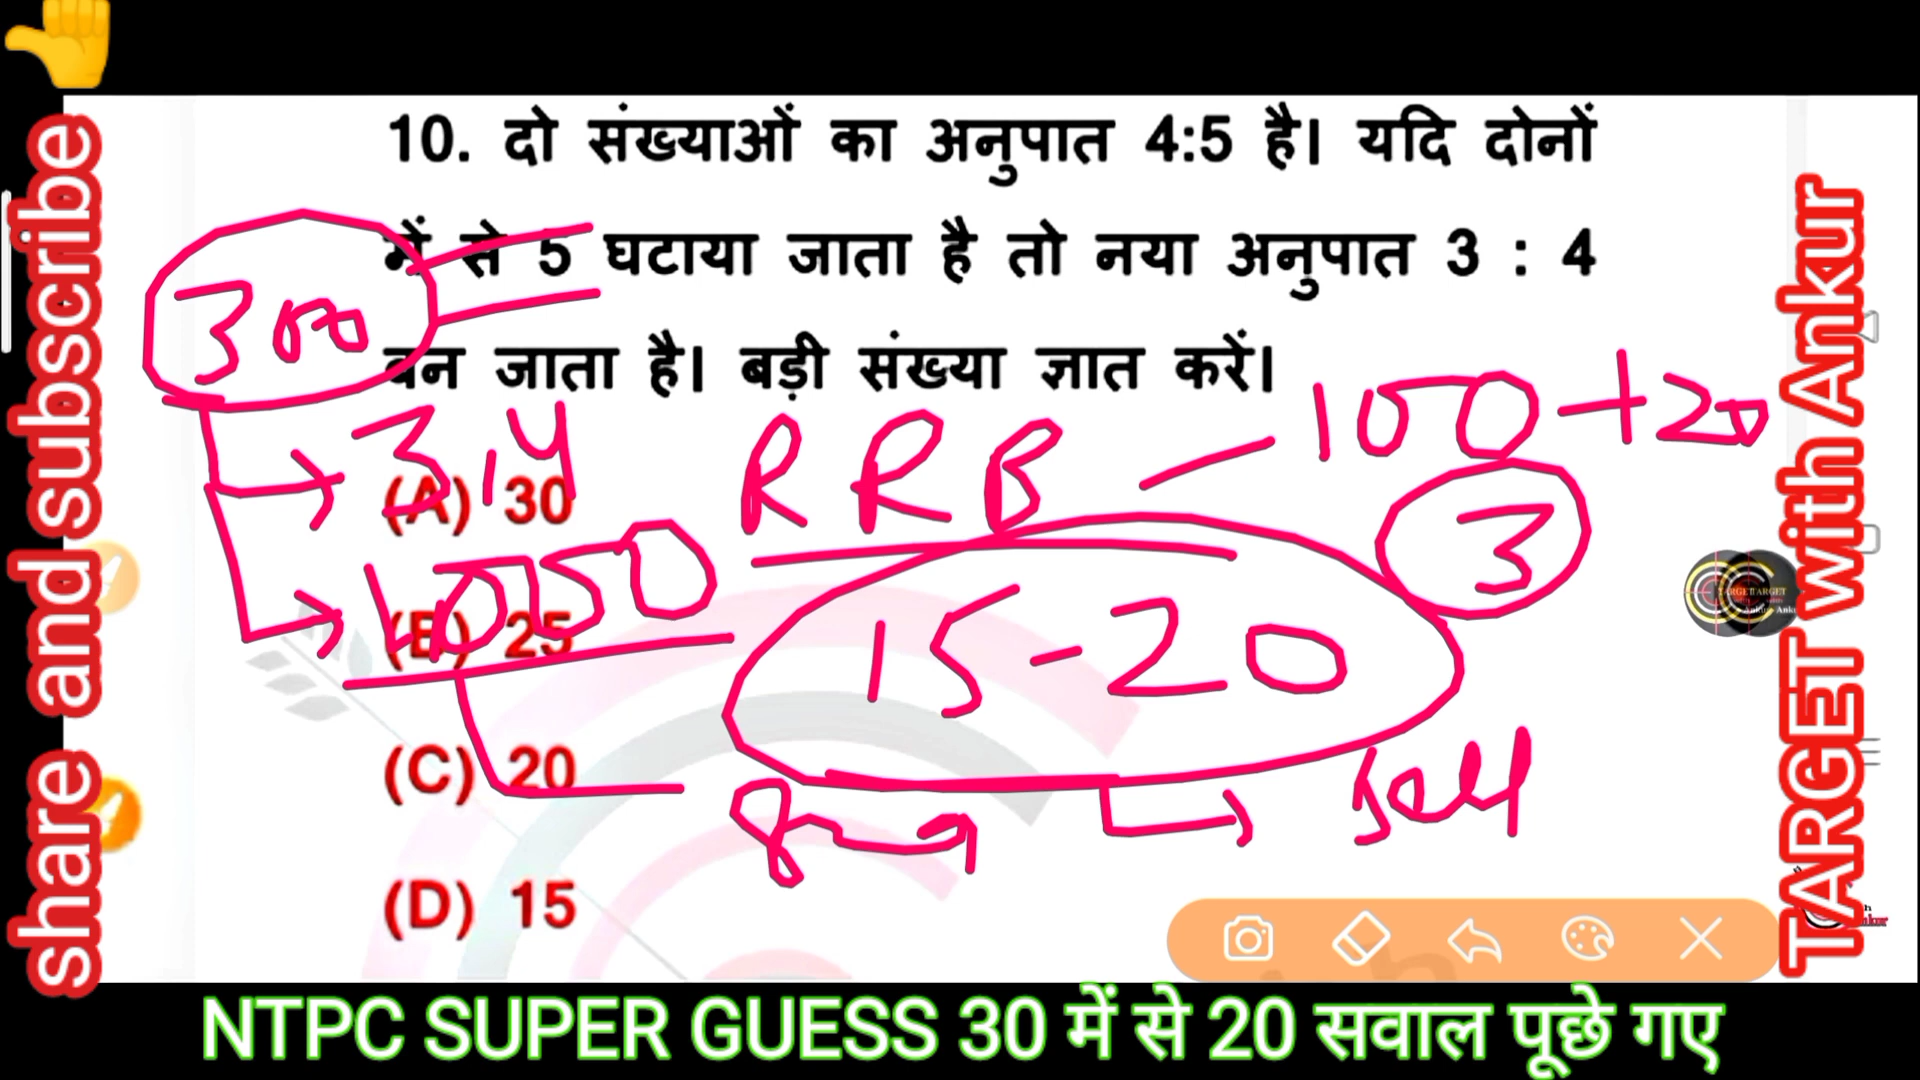 share and subscribe
10. दो संख्याओं का अनुपात 4:5 है। यदि दोनों
में से 5 घटाया जाता है तो नया अनुपात 3 : 4
बन जाता है। बड़ी संख्या ज्ञात करें।
300
3,4
RRB - 100+20
3
(A) 30
(B) 25
15-20
(C) 20
self
(D) 15
TARGET with Ankur
NTPC SUPER GUESS 30 में से 20 सवाल पूछे गए